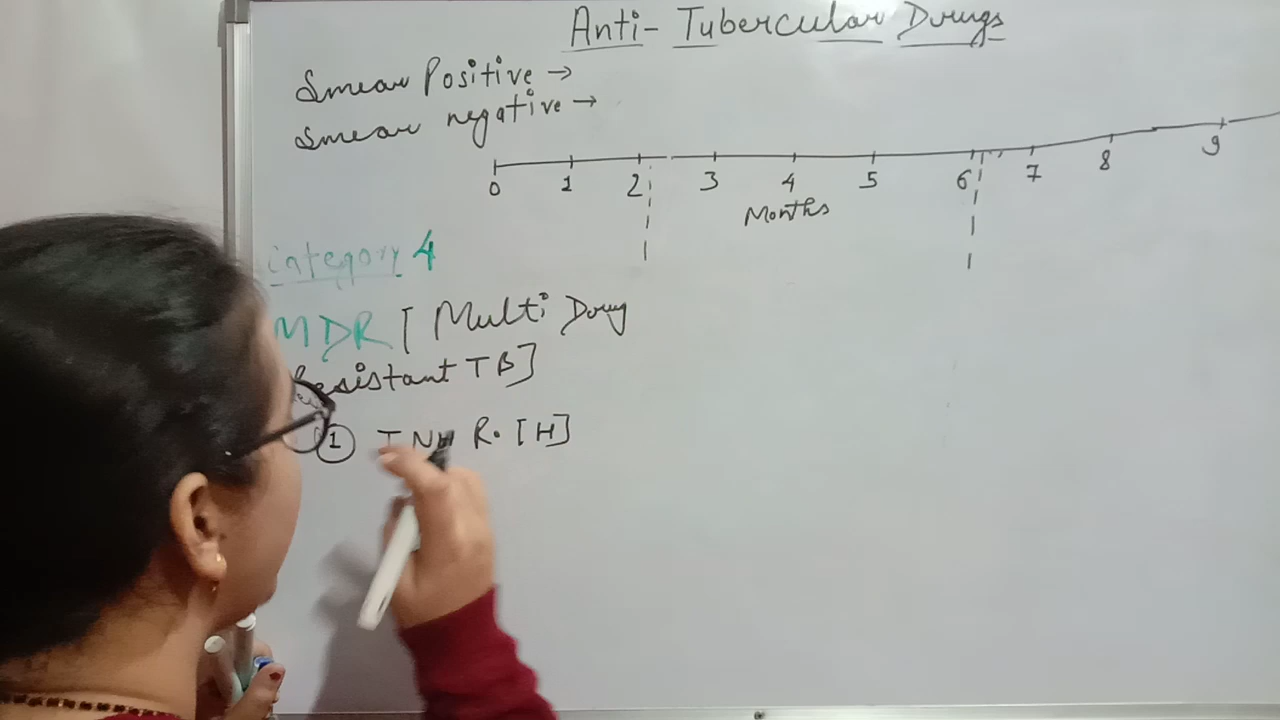 Anti-Tubercular Drugs
Smear Positive →
Smear negative →
0 1 2 3 4 5 6 7 8 9
Months
Category 4
MDR [Multi Drug
Resistant TB]
① INH R. [H]